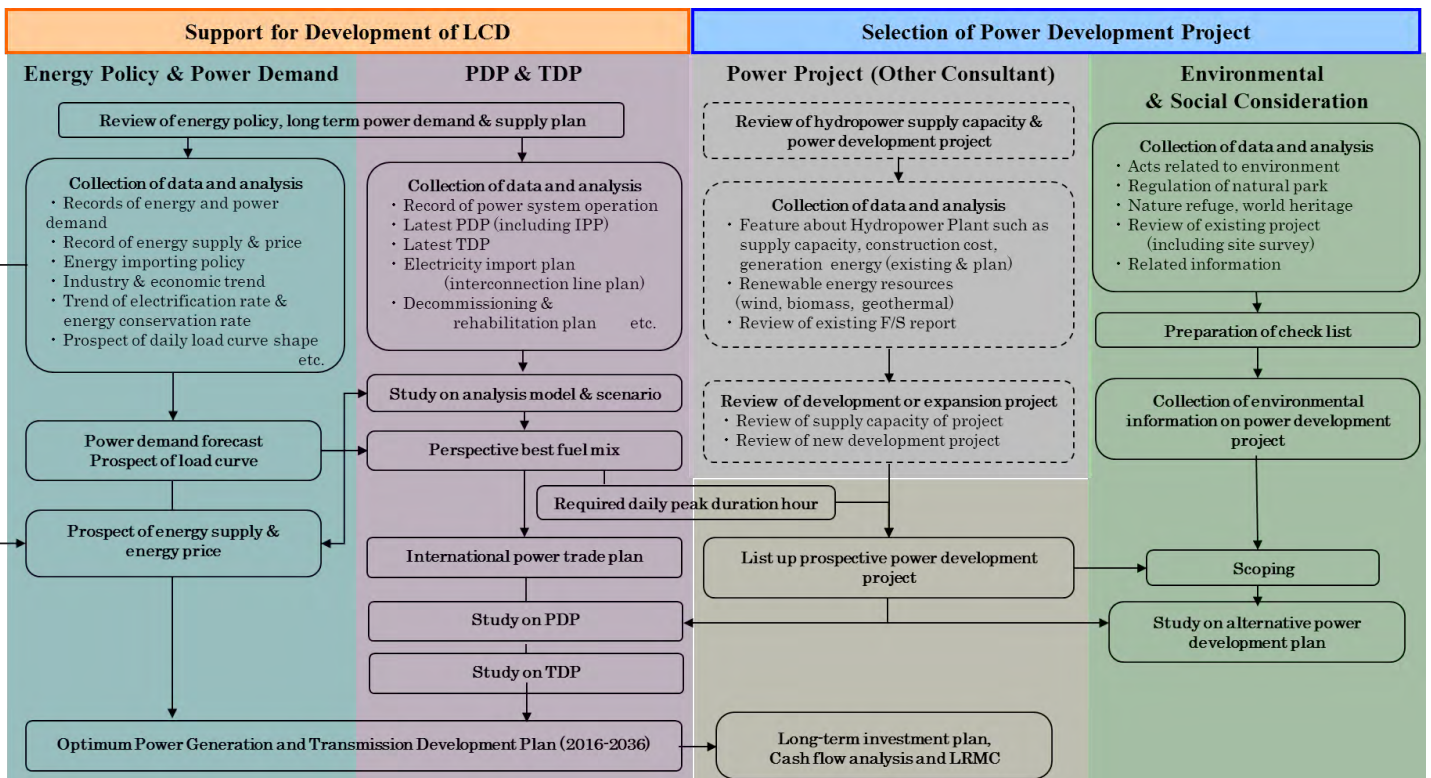 Support for Development of LCD
Selection of Power Development Project
Energy Policy & Power Demand
PDP & TDP
Power Project (Other Consultant)
Environmental
& Social Consideration
Review of energy policy, long term power demand & supply plan
Collection of data and analysis
・Records of energy and power
demand
・Record of energy supply & price
・Energy importing policy
・Industry & economic trend
・Trend of electrification rate &
energy conservation rate
・Prospect of daily load curve shape
etc.
Power demand forecast
Prospect of load curve
Prospect of energy supply &
energy price
Collection of data and analysis
・Record of power system operation
・Latest PDP (including IPP)
・Latest TDP
・Electricity import plan
(interconnection line plan)
・Decommissioning &
rehabilitation plan etc.
Study on analysis model & scenario
Perspective best fuel mix
Required daily peak duration hour
International power trade plan
Study on PDP
Study on TDP
Optimum Power Generation and Transmission Development Plan (2016-2036)
Review of hydropower supply capacity &
power development project
Collection of data and analysis
・Feature about Hydropower Plant such as
supply capacity, construction cost,
generation energy (existing & plan)
・Renewable energy resources
(wind, biomass, geothermal)
・Review of existing F/S report
Review of development or expansion project
・Review of supply capacity of project
・Review of new development project
List up prospective power development
project
Long-term investment plan,
Cash flow analysis and LRMC
Collection of data and analysis
・Acts related to environment
・Regulation of natural park
・Nature refuge, world heritage
・Review of existing project
(including site survey)
・Related information
Preparation of check list
Collection of environmental
information on power development
project
Scoping
Study on alternative power
development plan